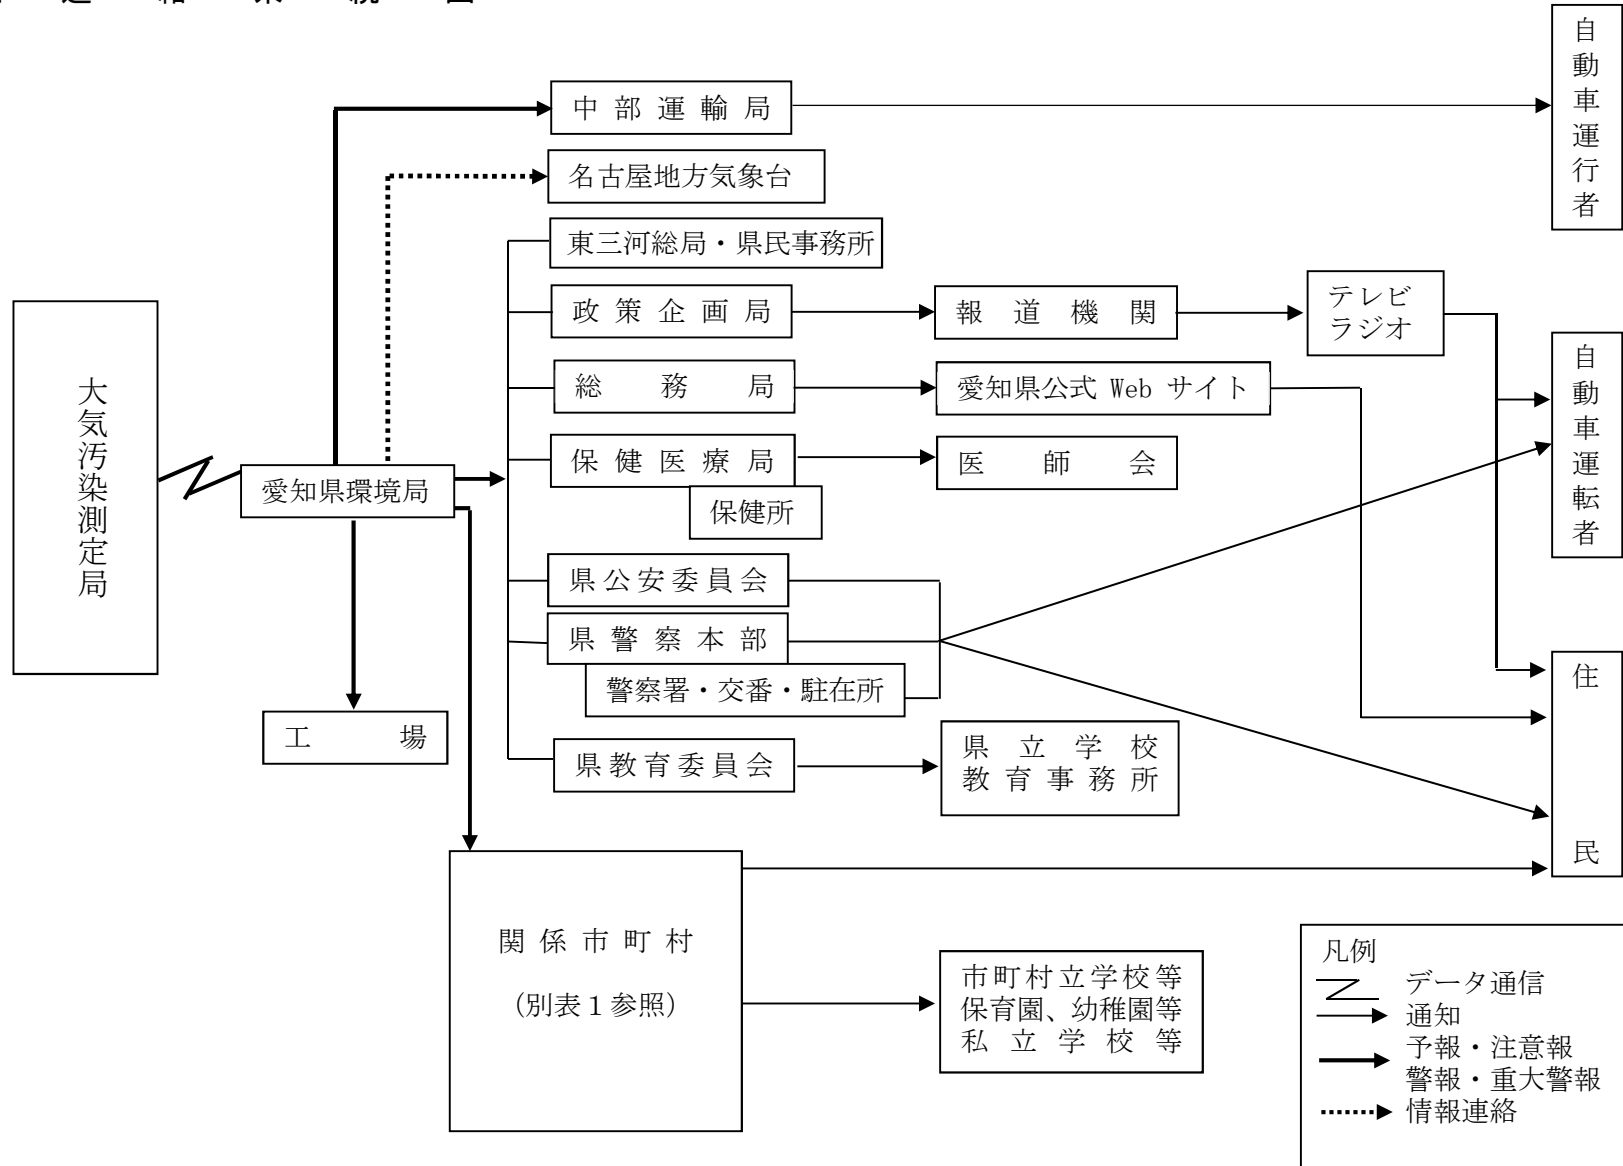 連絡系統図
中部運輸局
自動車運行者
名古屋地方気象台
東三河総局・県民事務所
政策企画局
報道機関
テレビ
ラジオ
総務局
愛知県公式 Web サイト
自動車運転者
大気汚染測定局
愛知県環境局
保健医療局
保健所
医師会
県公安委員会
県警察本部
警察署・交番・駐在所
工場
県教育委員会
県立学校
教育事務所
住民
関係市町村
(別表1参照)
市町村立学校等
保育園、幼稚園等
私立学校等
凡例
データ通信
通知
予報・注意報
警報・重大警報
情報連絡